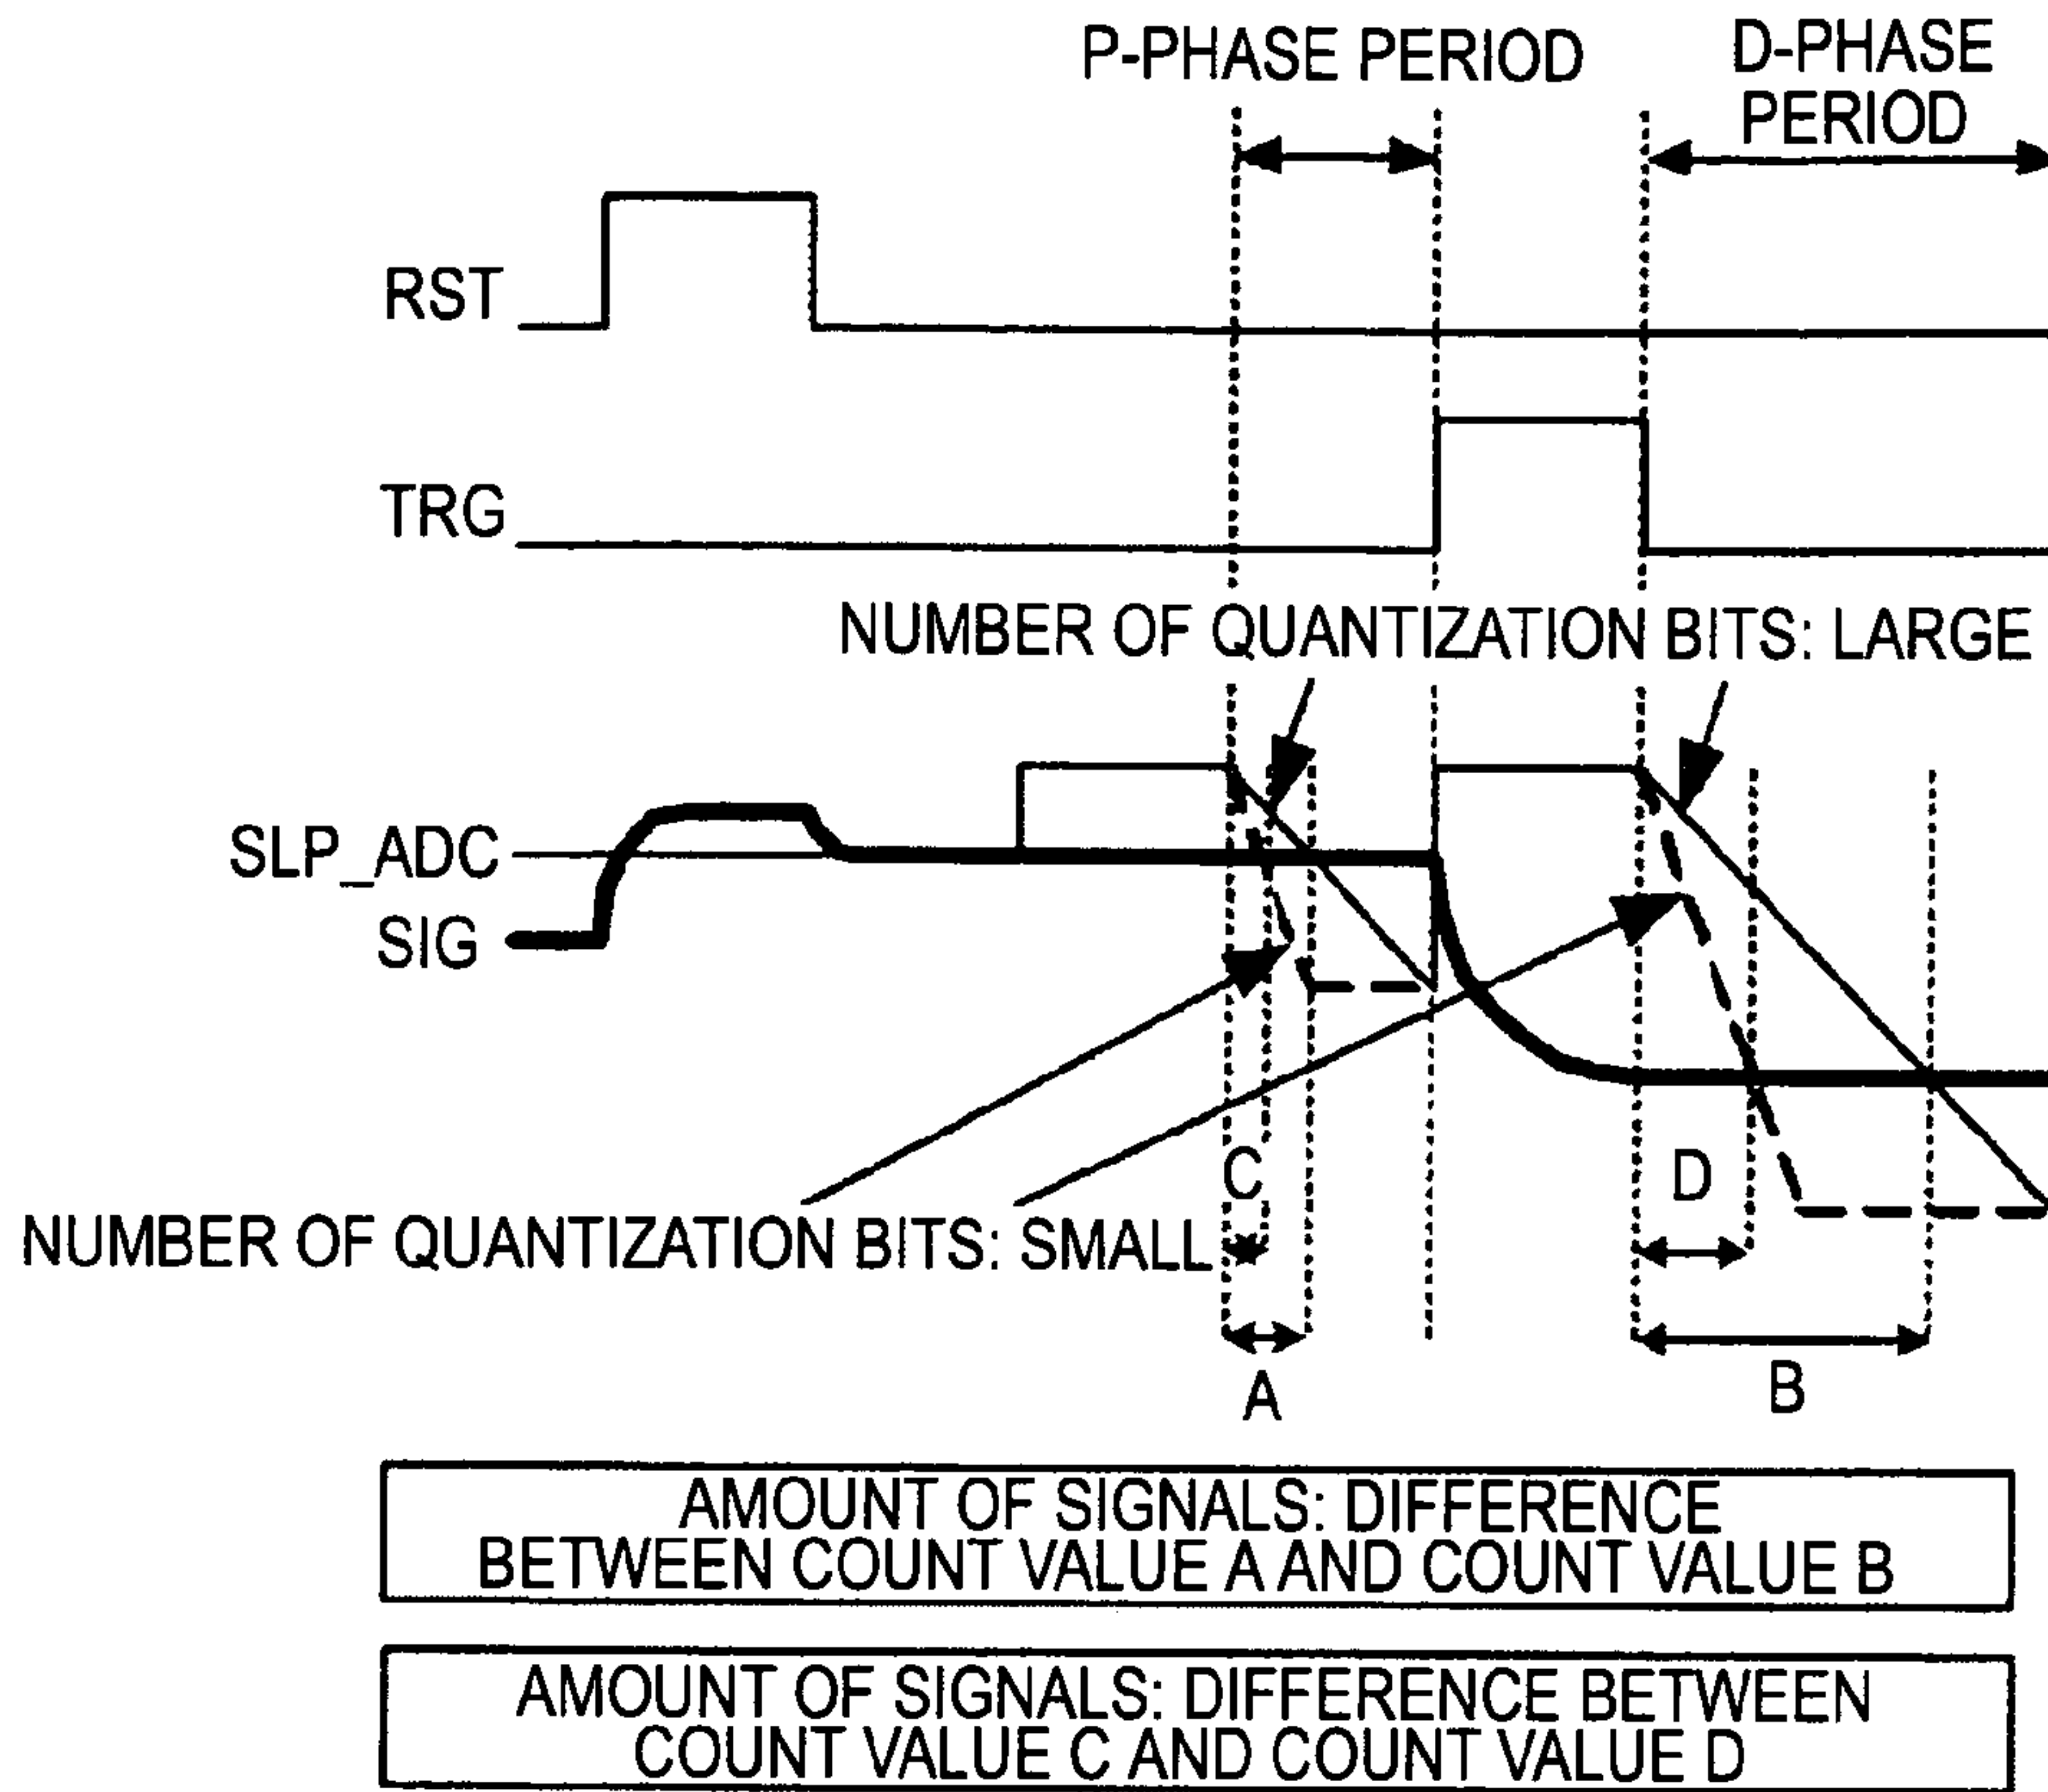 P-PHASE PERIOD
D-PHASE
PERIOD
RST
TRG
NUMBER OF QUANTIZATION BITS: LARGE
SLP_ADC
SIG
C
D
NUMBER OF QUANTIZATION BITS: SMALL
A
B
AMOUNT OF SIGNALS: DIFFERENCE
BETWEEN COUNT VALUE A AND COUNT VALUE B
AMOUNT OF SIGNALS: DIFFERENCE BETWEEN
COUNT VALUE C AND COUNT VALUE D